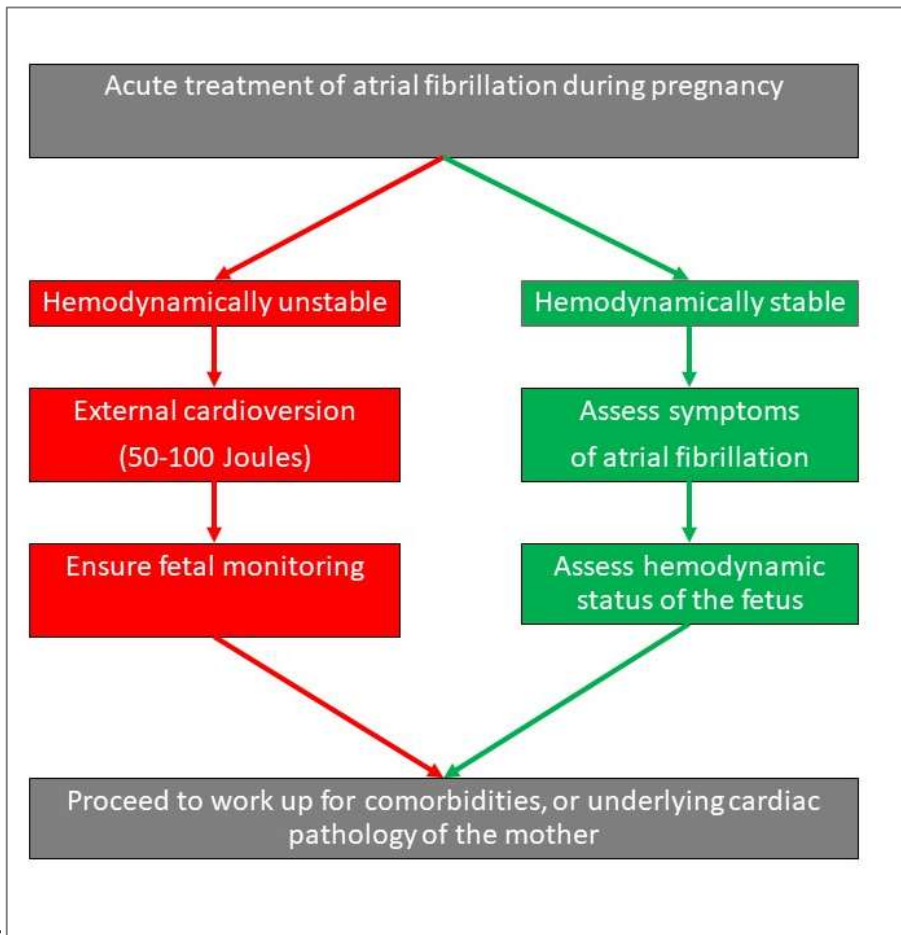 Acute treatment of atrial fibrillation during pregnancy
Hemodynamically unstable
Hemodynamically stable
External cardioversion
(50-100 Joules)
Assess symptoms
of atrial fibrillation
Ensure fetal monitoring
Assess hemodynamic
status of the fetus
Proceed to work up for comorbidities, or underlying cardiac
pathology of the mother